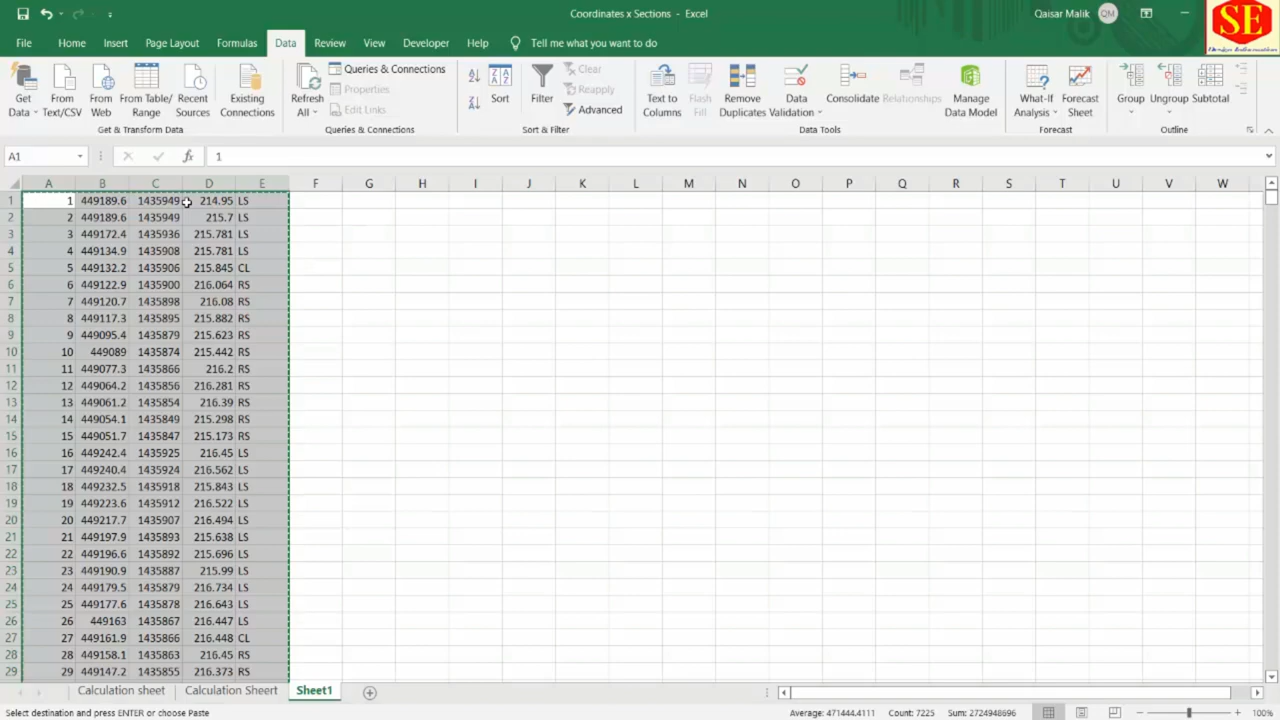 Coordinates x Sections - Excel
Qaisar Malik QM
SE
File Home Insert Page Layout Formulas Data Review View Developer Help Tell me what you want to do
Get Data From Text/CSV From Web From Table/ Range Recent Sources Existing Connections
Refresh All Queries & Connections Properties Edit Links
Sort Filter Clear Reapply Advanced
Text to Columns Flash Fill Remove Duplicates Data Validation Consolidate Relationships Manage Data Model
What-If Analysis Forecast Sheet Group Ungroup Subtotal
Get & Transform Data Queries & Connections Sort & Filter Data Tools Forecast Outline
A1 fx 1
A B C D E F G H I J K L M N O P Q R S T U V W
1 1 449189.6 1435949 214.95 LS
2 2 449189.6 1435949 215.7 LS
3 3 449172.4 1435936 215.781 LS
4 4 449134.9 1435908 215.781 LS
5 5 449132.2 1435906 215.845 CL
6 6 449122.9 1435900 216.064 RS
7 7 449120.7 1435898 216.08 RS
8 8 449117.3 1435895 215.882 RS
9 9 449095.4 1435879 215.623 RS
10 10 449089 1435874 215.442 RS
11 11 449077.3 1435866 216.2 RS
12 12 449064.2 1435856 216.281 RS
13 13 449061.2 1435854 216.39 RS
14 14 449054.1 1435849 215.298 RS
15 15 449051.7 1435847 215.173 RS
16 16 449242.4 1435925 216.45 LS
17 17 449240.4 1435924 216.562 LS
18 18 449232.5 1435918 215.843 LS
19 19 449223.6 1435912 216.522 LS
20 20 449217.7 1435907 216.494 LS
21 21 449197.9 1435893 215.638 LS
22 22 449196.6 1435892 215.696 LS
23 23 449190.9 1435887 215.99 LS
24 24 449179.5 1435879 216.734 LS
25 25 449177.6 1435878 216.643 LS
26 26 449163 1435867 216.447 LS
27 27 449161.9 1435866 216.448 CL
28 28 449158.1 1435863 216.45 RS
29 29 449147.2 1435855 216.373 RS
Calculation sheet Calculation Sheert Sheet1
Select destination and press ENTER or choose Paste Average: 471444.4111 Count: 7225 Sum: 2724948696 100%